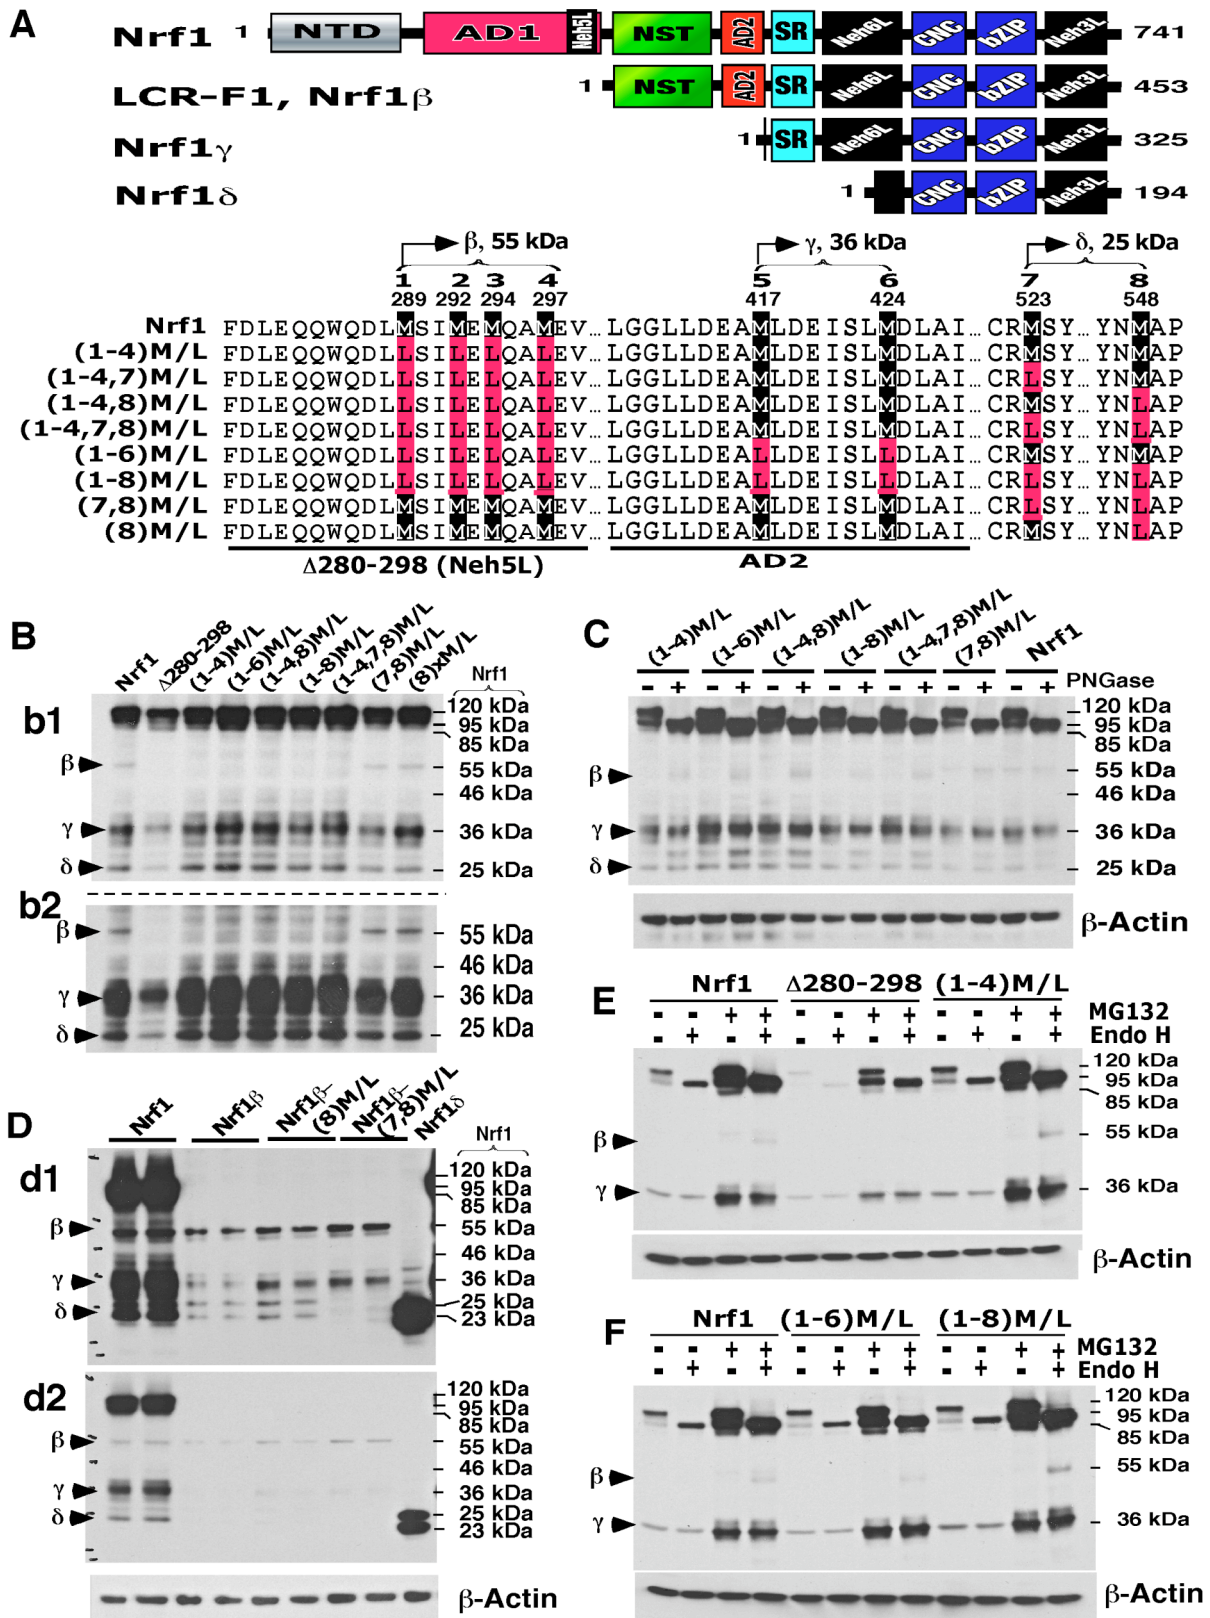 A
Nrf1 1 NTD AD1 Neh5L NST AD2 SR Neh6L CNC bZIP Neh3L 741
LCR-F1, Nrf1β 1 NST AD2 SR Neh6L CNC bZIP Neh3L 453
Nrf1γ 1 SR Neh6L CNC bZIP Neh3L 325
Nrf1δ 1 CNC bZIP Neh3L 194
β, 55 kDa γ, 36 kDa δ, 25 kDa
1 2 3 4 5 6 7 8
289 292 294 297 417 424 523 548
Nrf1 FDLEQQWQDLMSIMEMQAMEV... LGGLLDEAMLDEISLMDLAI... CRMSY... YNMAP
(1-4)M/L FDLEQQWQDLLSILELQALEV... LGGLLDEAMLDEISLMDLAI... CRMSY... YNMAP
(1-4,7)M/L FDLEQQWQDLLSILELQALEV... LGGLLDEAMLDEISLMDLAI... CRLSY... YNMAP
(1-4,8)M/L FDLEQQWQDLLSILELQALEV... LGGLLDEAMLDEISLMDLAI... CRMSY... YNLAP
(1-4,7,8)M/L FDLEQQWQDLLSILELQALEV... LGGLLDEAMLDEISLMDLAI... CRLSY... YNLAP
(1-6)M/L FDLEQQWQDLLSILELQALEV... LGGLLDEALLDEISLLDLAI... CRMSY... YNMAP
(1-8)M/L FDLEQQWQDLLSILELQALEV... LGGLLDEALLDEISLLDLAI... CRLSY... YNLAP
(7,8)M/L FDLEQQWQDLMSIMEMQAMEV... LGGLLDEAMLDEISLMDLAI... CRLSY... YNLAP
(8)M/L FDLEQQWQDLMSIMEMQAMEV... LGGLLDEAMLDEISLMDLAI... CRMSY... YNLAP
Δ280-298 (Neh5L) AD2
B
Nrf1 Δ280-298 (1-4)M/L (1-6)M/L (1-4,8)M/L (1-8)M/L (1-4,7,8)M/L (7,8)M/L (8)xM/L Nrf1
b1
120 kDa
95 kDa
85 kDa
β 55 kDa
46 kDa
γ 36 kDa
δ 25 kDa
b2
β 55 kDa
46 kDa
γ 36 kDa
25 kDa
δ
C
(1-4)M/L (1-6)M/L (1-4,8)M/L (1-8)M/L (1-4,7,8)M/L (7,8)M/L Nrf1
- + - + - + - + - + - + - + PNGase
120 kDa
95 kDa
85 kDa
β 55 kDa
46 kDa
γ 36 kDa
δ 25 kDa
β-Actin
D
Nrf1 Nrf1β Nrf1β-(8)M/L Nrf1β-(7,8)M/L Nrf1δ Nrf1
d1
120 kDa
95 kDa
85 kDa
β 55 kDa
46 kDa
γ 36 kDa
25 kDa
δ 23 kDa
d2
120 kDa
95 kDa
85 kDa
β 55 kDa
46 kDa
γ 36 kDa
δ 25 kDa
23 kDa
β-Actin
E
Nrf1 Δ280-298 (1-4)M/L
- - + + - - + + - - + + MG132
- + - + - + - + - + - + Endo H
120 kDa
95 kDa
85 kDa
β 55 kDa
γ 36 kDa
β-Actin
F
Nrf1 (1-6)M/L (1-8)M/L
- - + + - - + + - - + + MG132
- + - + - + - + - + - + Endo H
120 kDa
95 kDa
85 kDa
β 55 kDa
γ 36 kDa
β-Actin